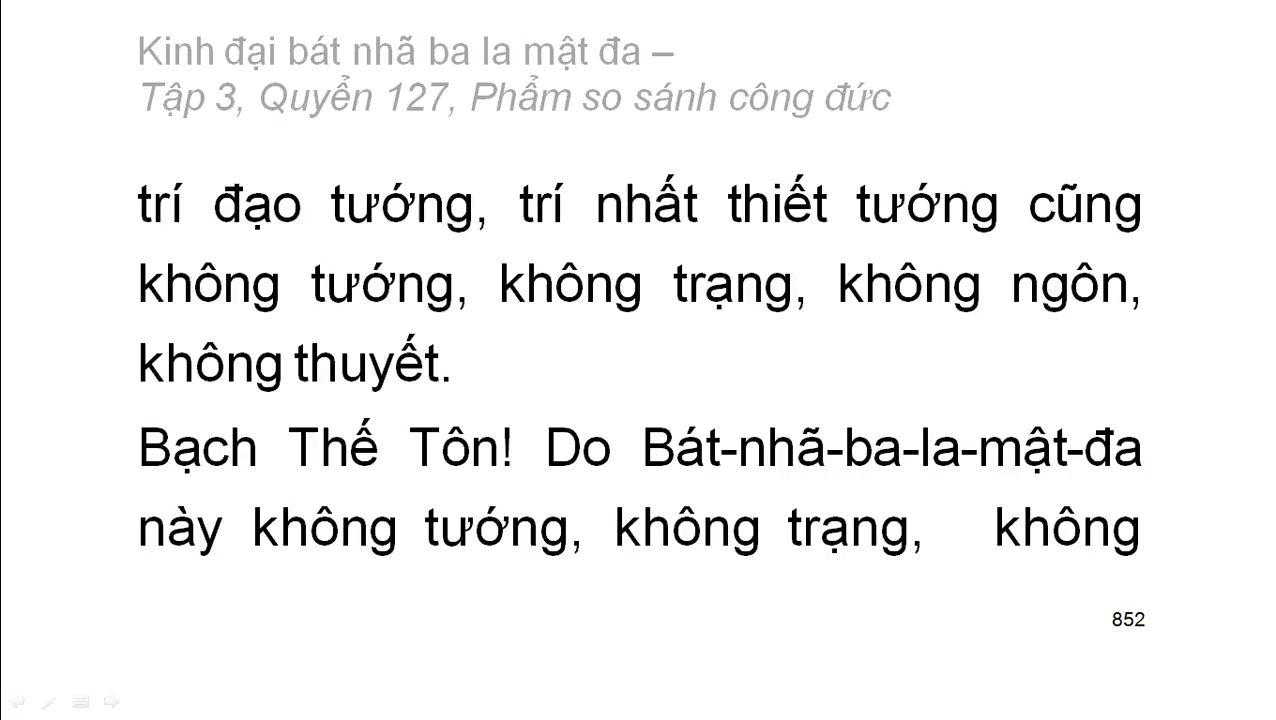 Kinh đại bát nhã ba la mật đa –
Tập 3, Quyển 127, Phẩm so sánh công đức
trí đạo tướng, trí nhất thiết tướng cũng
không tướng, không trạng, không ngôn,
không thuyết.
Bạch Thế Tôn! Do Bát-nhã-ba-la-mật-đa
này không tướng, không trạng, không
852